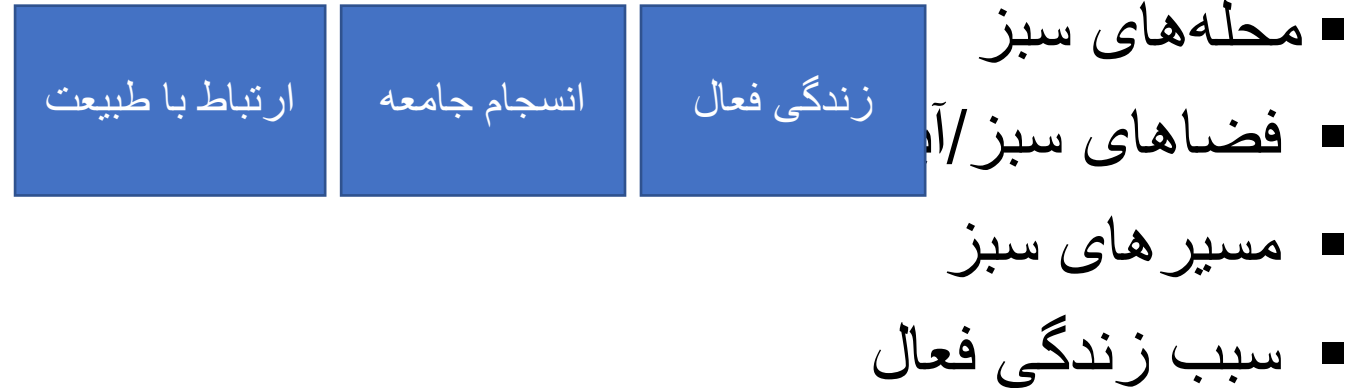 محله‌های سبز
فضاهای سبز/
مسیر های سبز
سبب زندگی فعال
زندگی فعال
انسجام جامعه
ارتباط با طبیعت